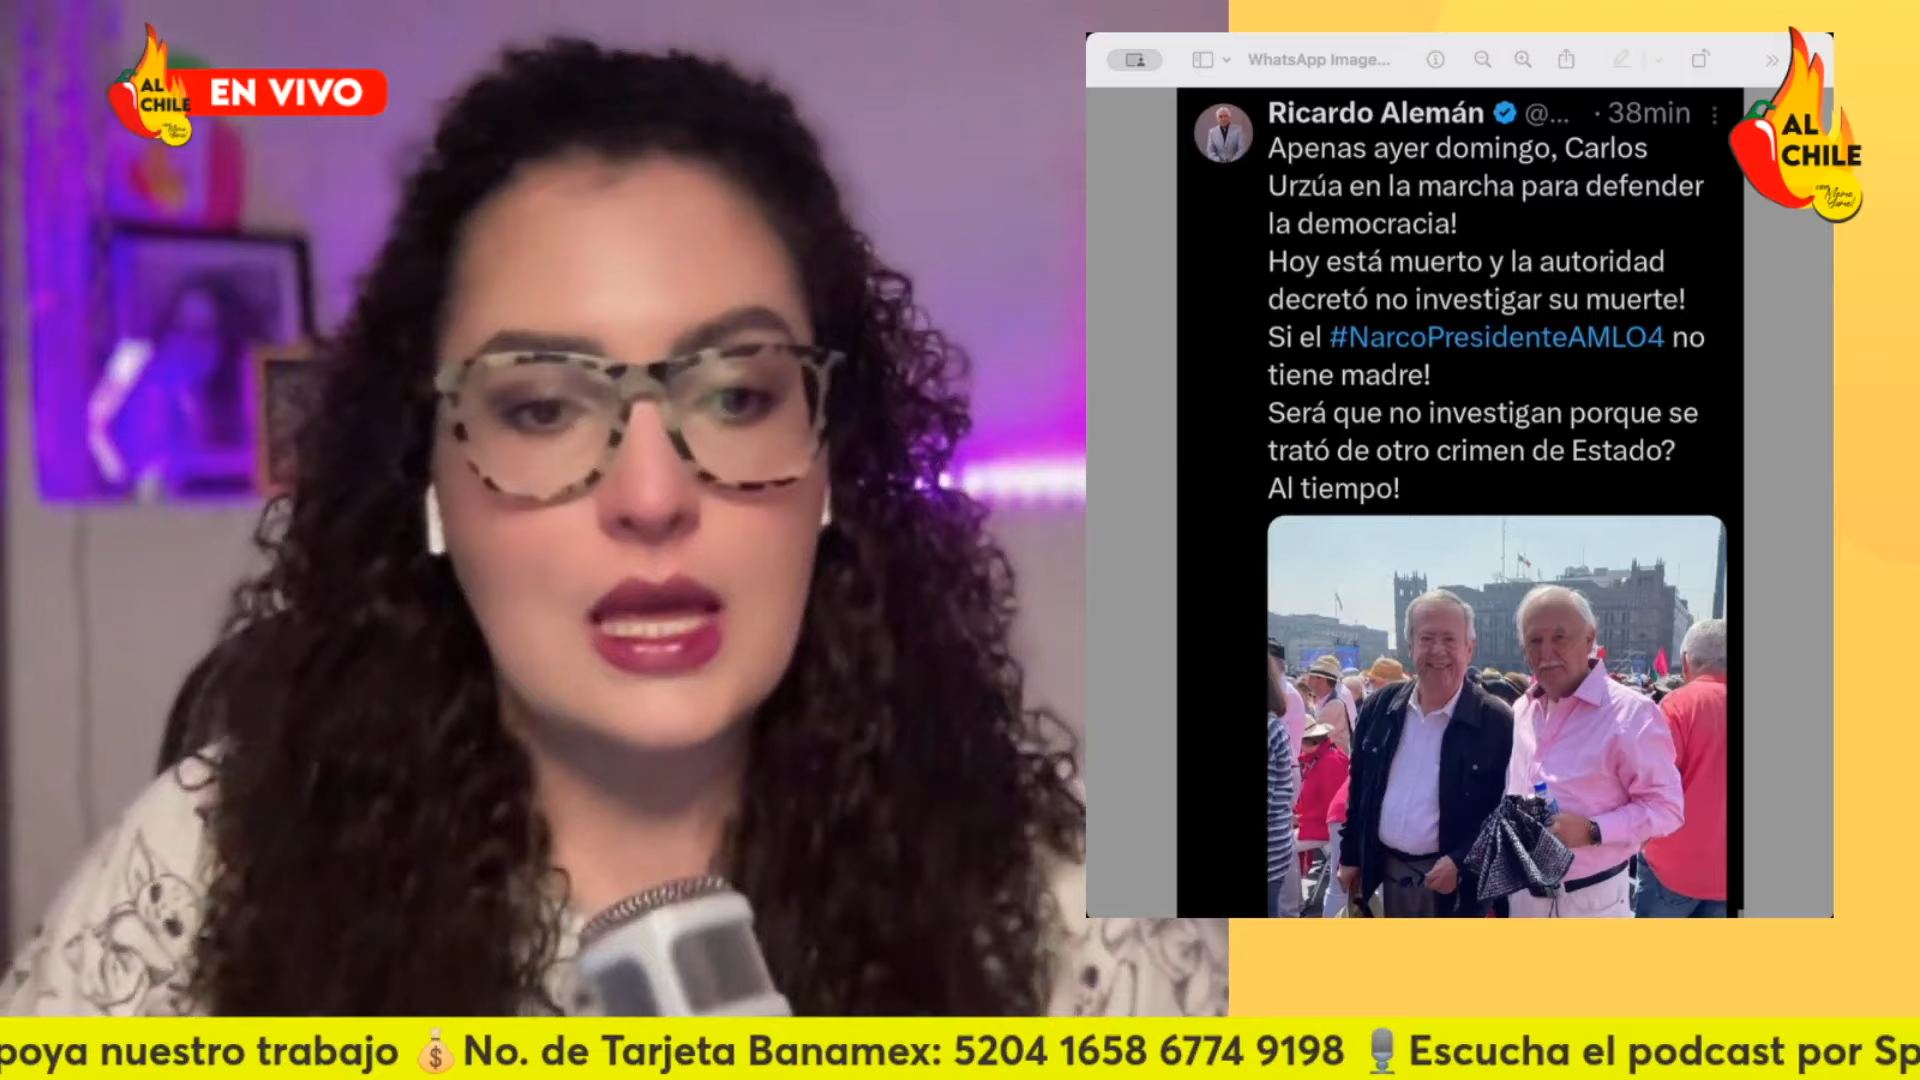 AL
CHILE
EN VIVO
WhatsApp Image...
Ricardo Alemán @... · 38min
Apenas ayer domingo, Carlos
Urzúa en la marcha para defender
la democracia!
Hoy está muerto y la autoridad
decretó no investigar su muerte!
Si el #NarcoPresidenteAMLO4 no
tiene madre!
Será que no investigan porque se
trató de otro crimen de Estado?
Al tiempo!
AL
CHILE
poya nuestro trabajo 💰No. de Tarjeta Banamex: 5204 1658 6774 9198 🎙️Escucha el podcast por Sp